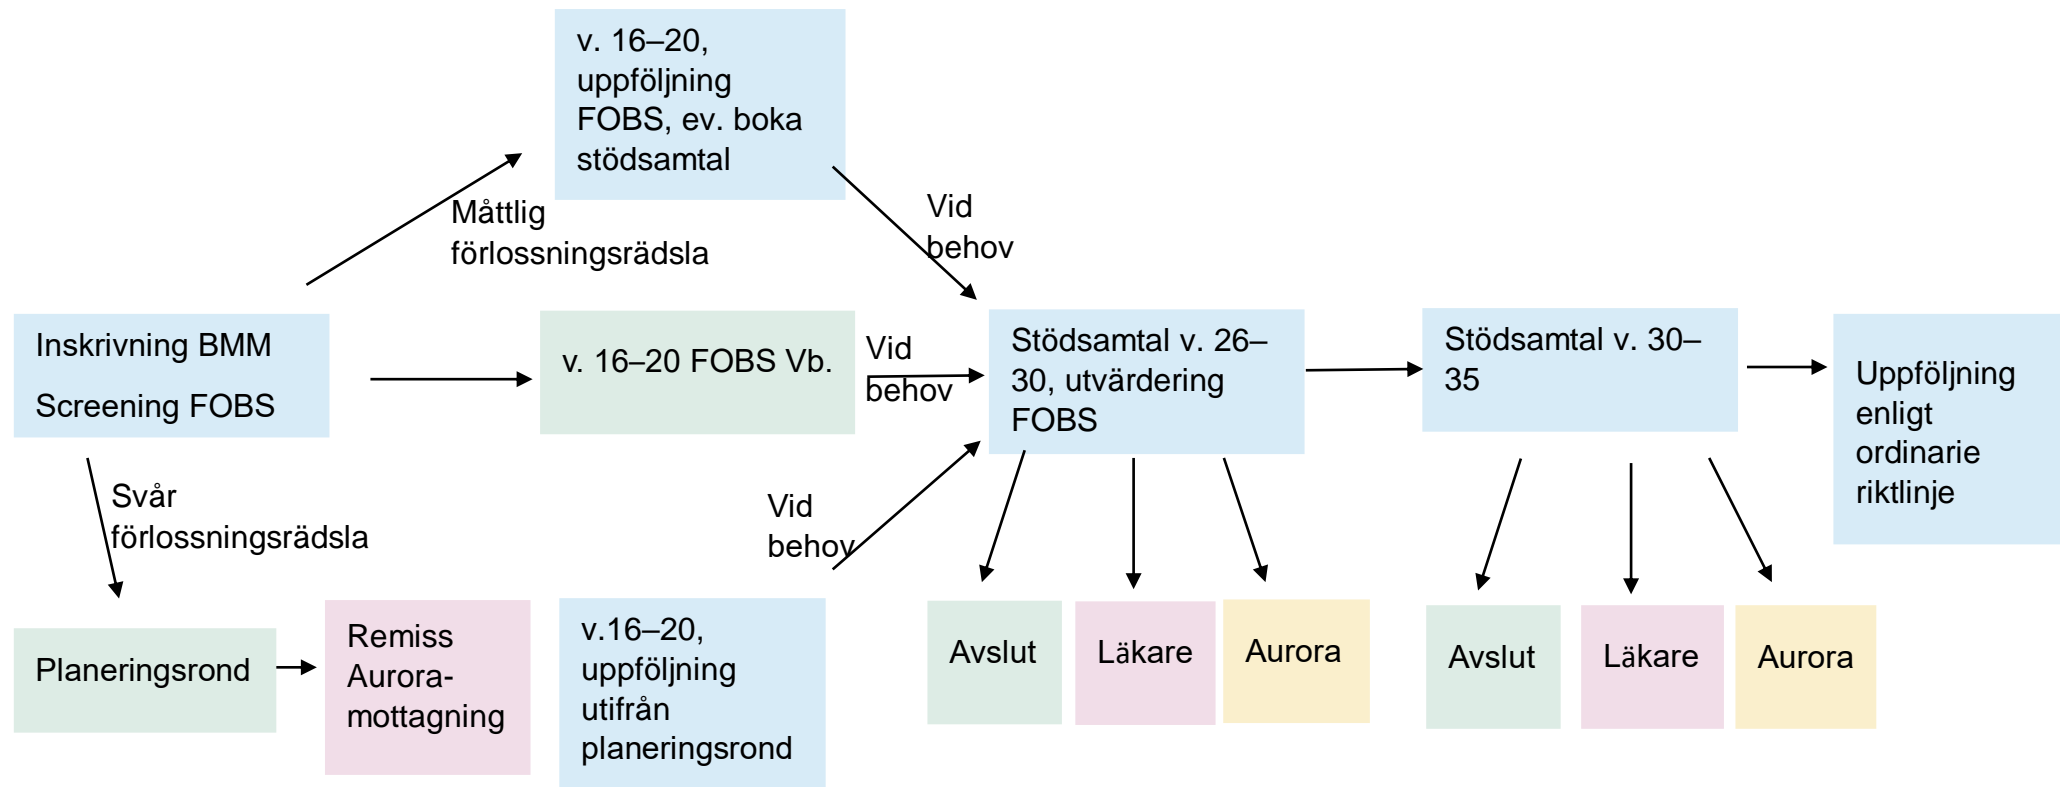 v. 16–20,
uppföljning
FOBS, ev. boka
stödsamtal
Måttlig
förlossningsrädsla
Vid
behov
Inskrivning BMM
Screening FOBS
v. 16–20 FOBS Vb.
Vid
behov
Stödsamtal v. 26–
30, utvärdering
FOBS
Stödsamtal v. 30–
35
Uppföljning
enligt
ordinarie
riktlinje
Svår
förlossningsrädsla
Vid
behov
Planeringsrond
Remiss
Aurora-
mottagning
v.16–20,
uppföljning
utifrån
planeringsrond
Avslut
Läkare
Aurora
Avslut
Läkare
Aurora